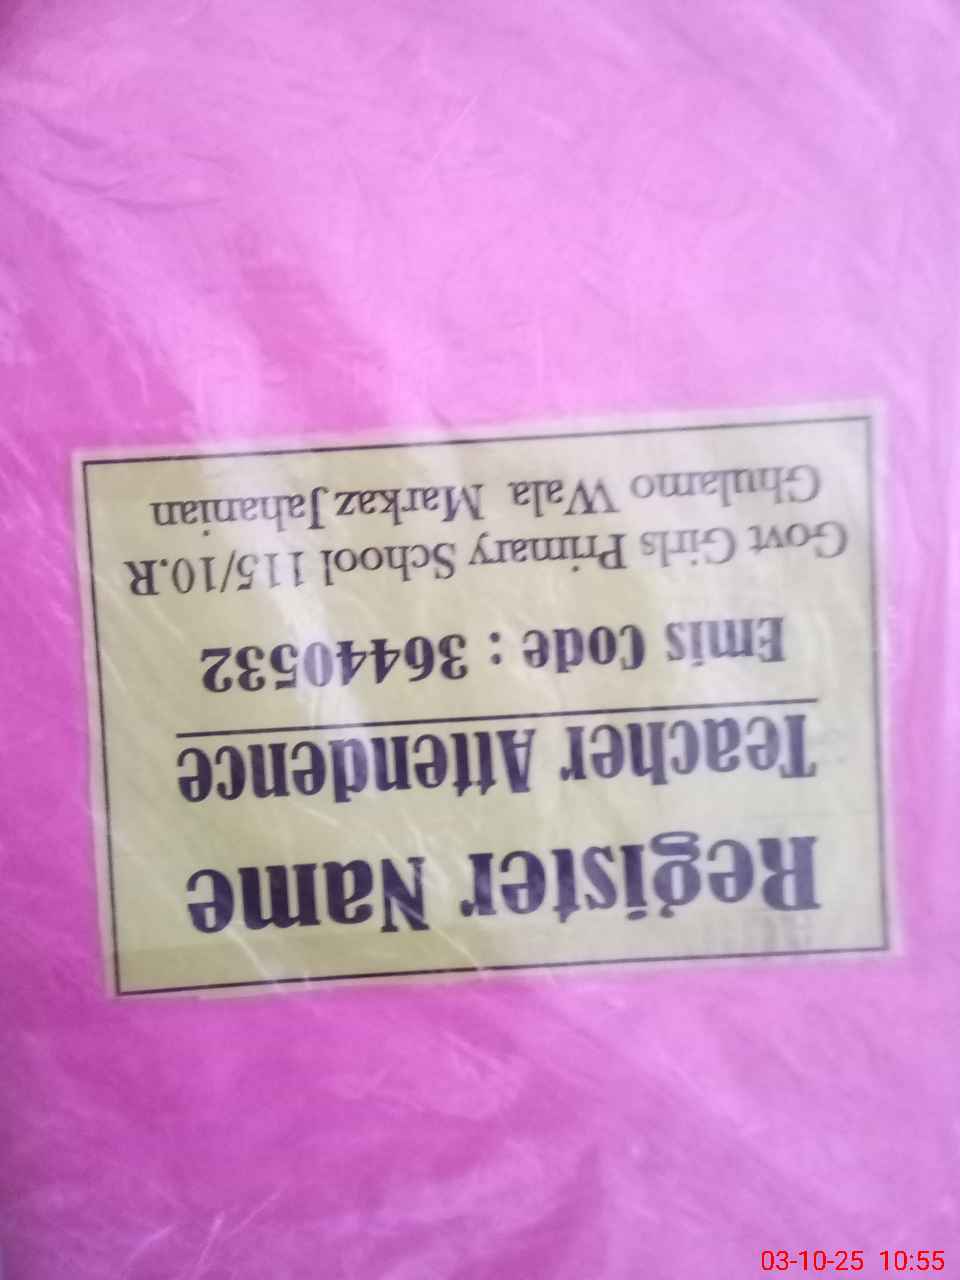 Register Name
Teacher Attendence
Emis Code : 36440532
Govt Girls Primary School 115/10.R
Ghulamo Wala Markaz Jahanian
03-10-25 10:55